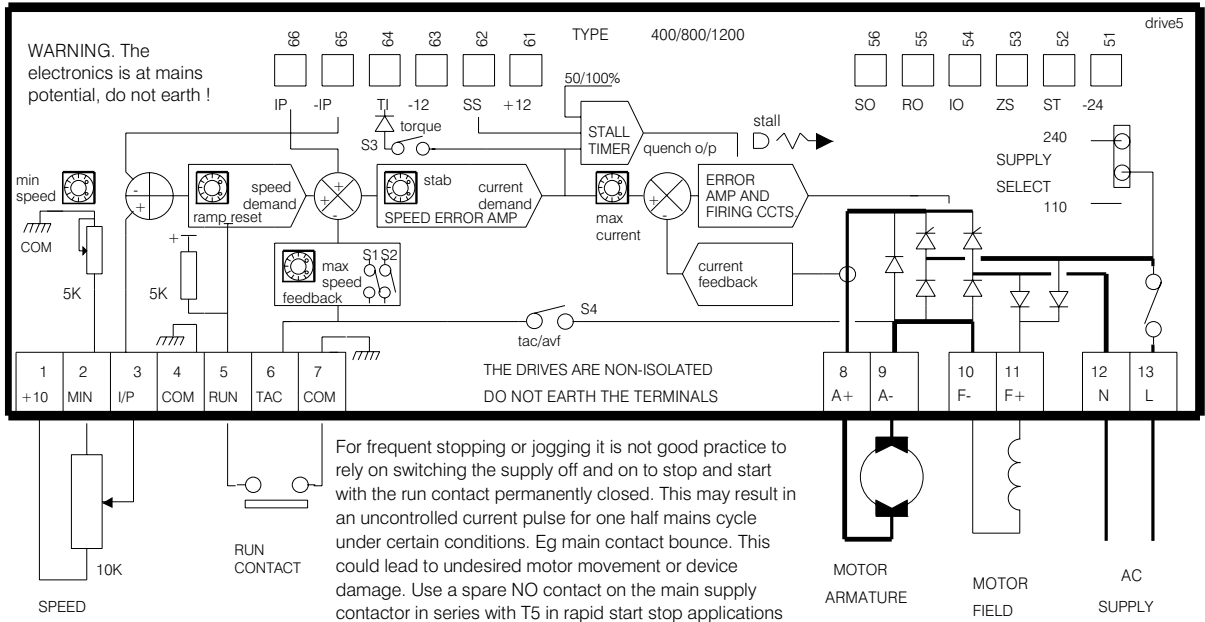 drive5
WARNING. The
electronics is at mains
potential, do not earth !
66 65 64 63 62 61
TYPE 400/800/1200
56 55 54 53 52 51
IP -IP TI -12 SS +12
50/100%
SO RO IO ZS ST -24
S3
torque
STALL
TIMER
stall
quench o/p
240
SUPPLY
SELECT
110
min
speed
COM
5K
- +
speed
demand
ramp reset
+ + -
stab
current
demand
SPEED ERROR AMP
max
current
+ -
ERROR
AMP AND
FIRING CCTS.
+
5K
max
speed
feedback
S1 S2
current
feedback
S4
tac/avf
1 2 3 4 5 6 7
+10 MIN I/P COM RUN TAC COM
THE DRIVES ARE NON-ISOLATED
DO NOT EARTH THE TERMINALS
8 9 10 11 12 13
A+ A- F- F+ N L
For frequent stopping or jogging it is not good practice to
rely on switching the supply off and on to stop and start
with the run contact permanently closed. This may result in
an uncontrolled current pulse for one half mains cycle
under certain conditions. Eg main contact bounce. This
could lead to undesired motor movement or device
damage. Use a spare NO contact on the main supply
contactor in series with T5 in rapid start stop applications
10K
SPEED
RUN
CONTACT
MOTOR
ARMATURE
MOTOR
FIELD
AC
SUPPLY